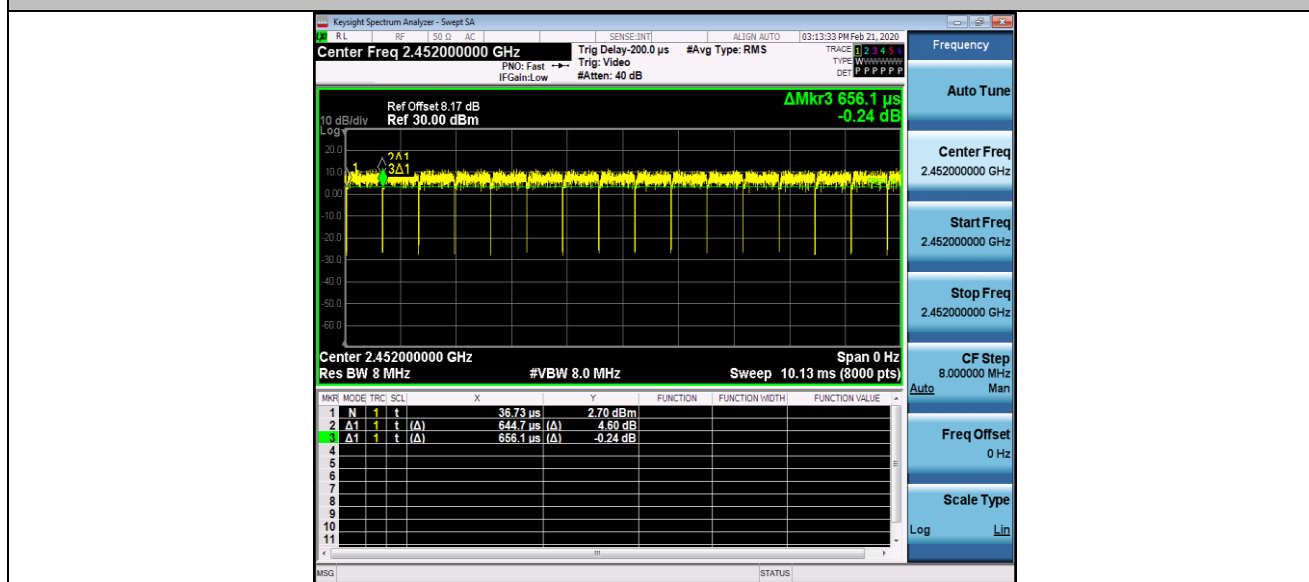 Keysight Spectrum Analyzer - Swept SA
RL RF 50 Ω AC SENSE:INT ALIGN AUTO 03:13:33 PM Feb 21, 2020
Center Freq 2.452000000 GHz Trig Delay-200.0 µs #Avg Type: RMS TRACE 1 2 3 4 5 6
PNO: Fast Trig: Video TYPE WWWWWW
IFGain:Low #Atten: 40 dB DET P P P P P P
Frequency
Auto Tune
Center Freq
2.452000000 GHz
Start Freq
2.452000000 GHz
Stop Freq
2.452000000 GHz
CF Step
8.000000 MHz
Auto Man
Freq Offset
0 Hz
Scale Type
Log Lin
ΔMkr3 656.1 µs
-0.24 dB
Ref Offset 8.17 dB
10 dB/div Ref 30.00 dBm
Log
20.0
10.0
0.00
-10.0
-20.0
-30.0
-40.0
-50.0
-60.0
1
2Δ1
3Δ1
Center 2.452000000 GHz Span 0 Hz
Res BW 8 MHz #VBW 8.0 MHz Sweep 10.13 ms (8000 pts)
MKR MODE TRC SCL X Y FUNCTION FUNCTION WIDTH FUNCTION VALUE
1 N 1 t 36.73 µs 2.70 dBm
2 Δ1 1 t (Δ) 644.7 µs (Δ) 4.60 dB
3 Δ1 1 t (Δ) 656.1 µs (Δ) -0.24 dB
4
5
6
7
8
9
10
11
MSG STATUS